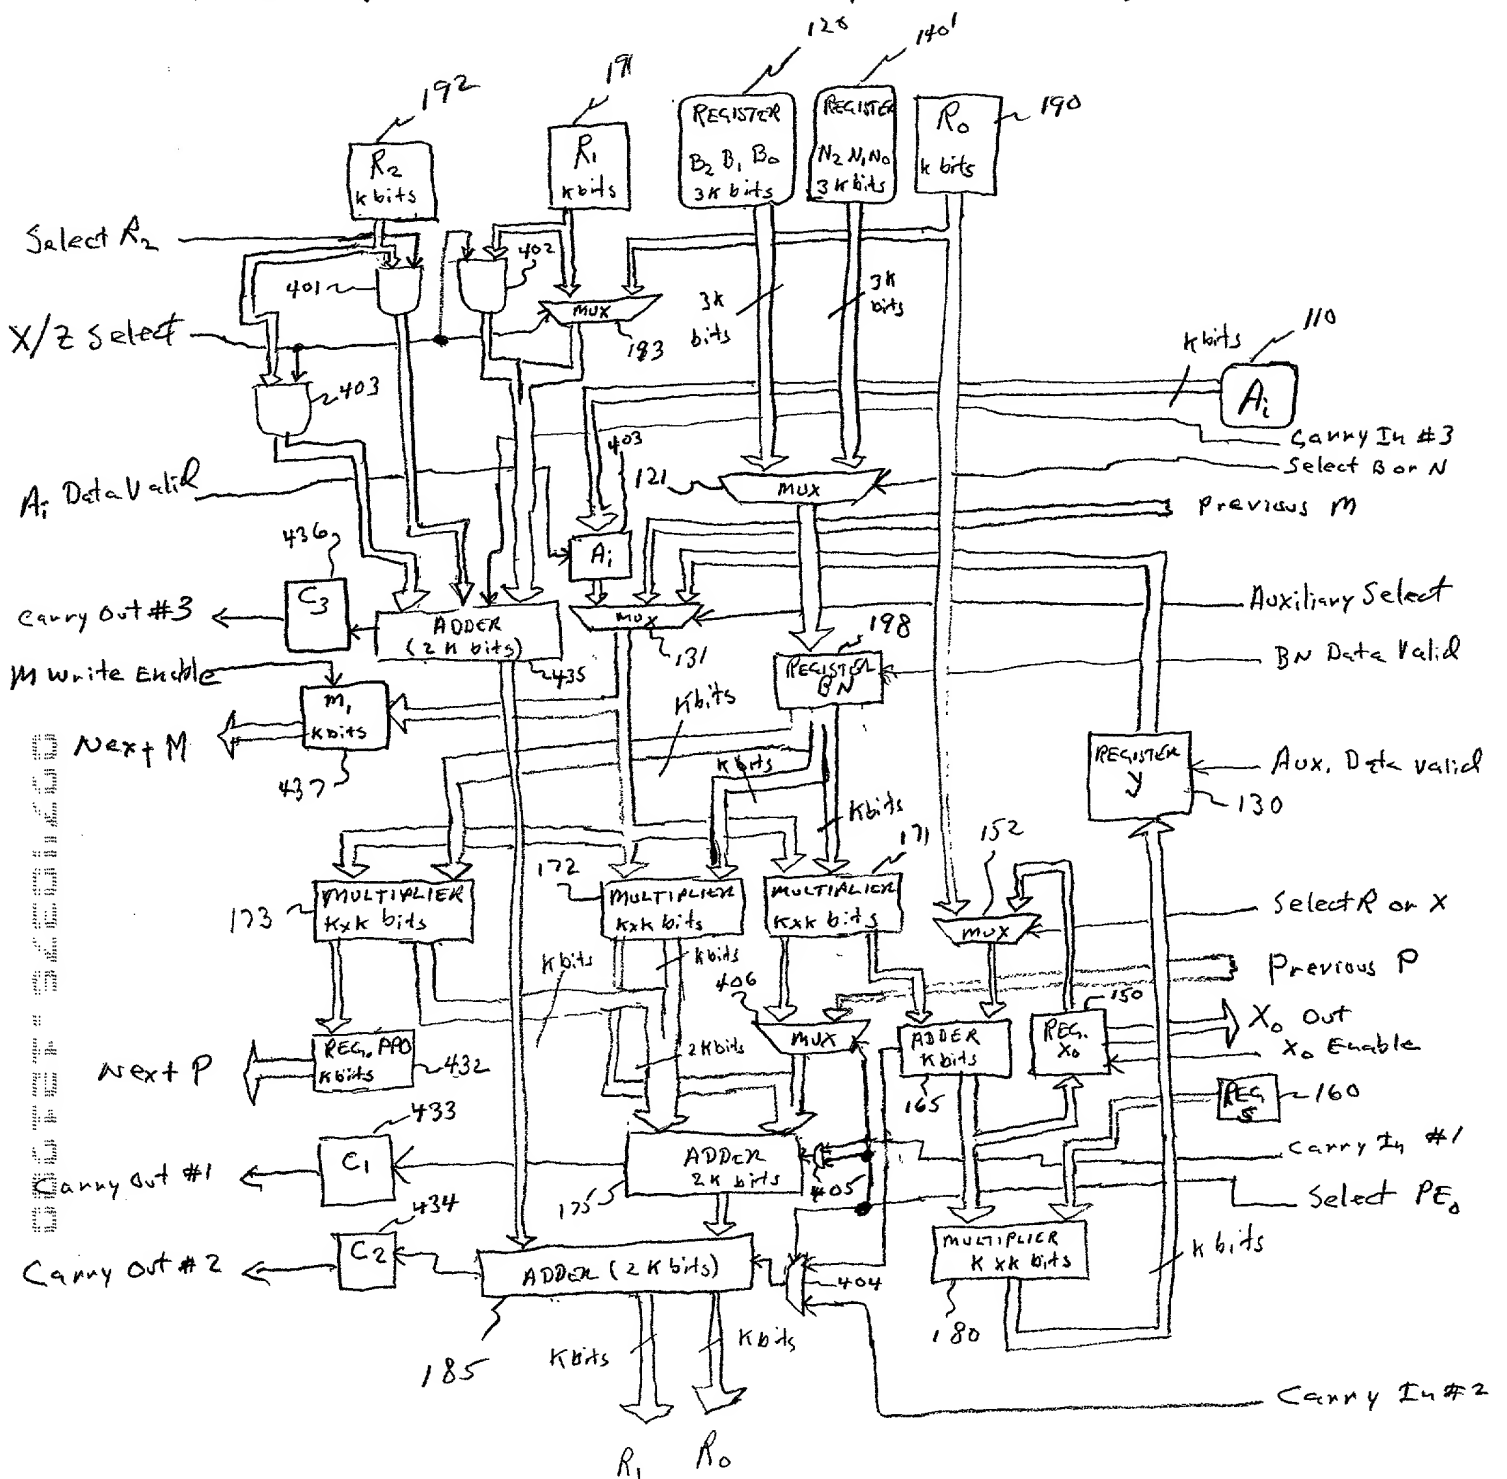 120
140'
191
192
190
REGISTER
B2 B1 B0
3K bits
REGISTER
N2 N1 N0
3K bits
R0
k bits
R1
k bits
R2
k bits
Select R2
401
402
X/Z Select
MUX
183
3K
bits
3K
bits
K bits
110
Ai
403
403
Carry In #3
Select B or N
121
MUX
Ai Data Valid
Previous M
436
Ai
C3
Carry Out #3
ADDER
(2K bits)
435
MUX
131
Auxiliary Select
198
REGISTER
BN
BN Data Valid
M Write Enable
M1
k bits
Next M
437
K bits
k bits
K bits
REGISTER
Y
Aux. Data Valid
130
152
171
172
173
MULTIPLIER
KxK bits
MULTIPLIER
KxK bits
MULTIPLIER
KxK bits
MUX
Select R or X
K bits
K bits
406
Previous P
150
MUX
ADDER
K bits
REG.
X0
X0 Out
X0 Enable
REG. PPO
k bits
432
Next P
2K bits
165
REG
S
160
433
C1
Carry Out #1
ADDER
2K bits
175
405
Carry In #1
Select PE0
434
C2
Carry Out #2
ADDER (2K bits)
404
MULTIPLIER
K xK bits
K bits
180
185
K bits
K bits
Carry In #2
R1
R0